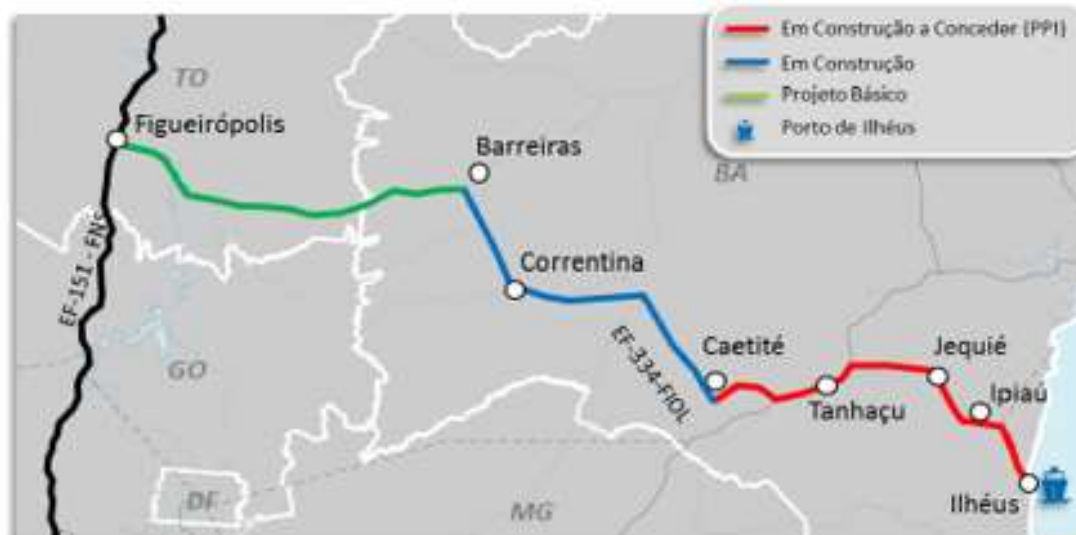 Em Construção a Conceder (PPI)
Em Construção
Projeto Básico
Porto de Ilhéus
TO
Figueirópolis
Barreiras
BA
EF-151 - FNS
Correntina
GO
EF-334-FIOL
Caetité
Jequié
Tanhaçu
Ipiaú
DF
MG
Ilhéus